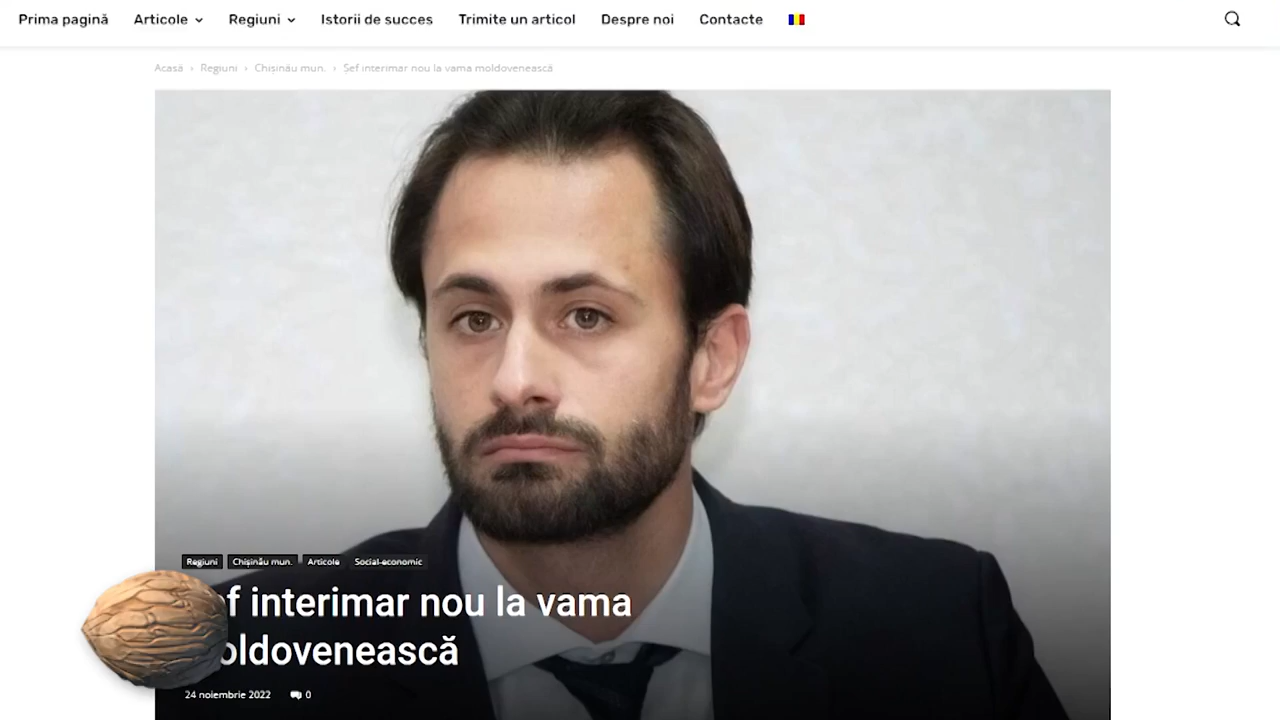 Prima pagină Articole Regiuni Istorii de succes Trimite un articol Despre noi Contacte
Acasă › Regiuni › Chișinău mun. › Șef interimar nou la vama moldovenească
Regiuni Chișinău mun. Articole Social-economic
interimar nou la vama
24 noiembrie 2022 0